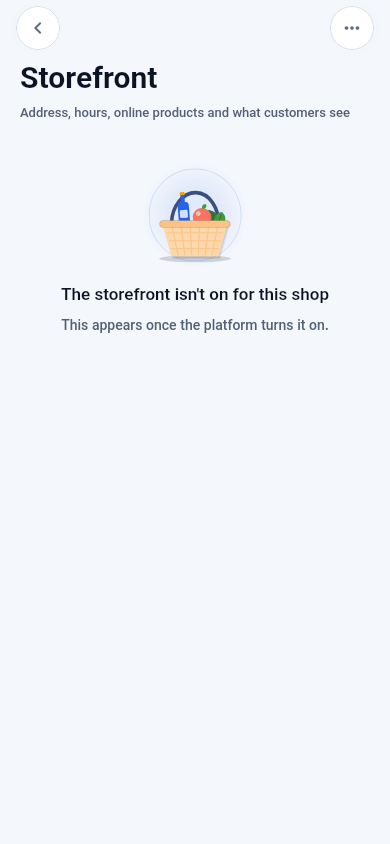 Storefront
Address, hours, online products and what customers see
The storefront isn't on for this shop
This appears once the platform turns it on.